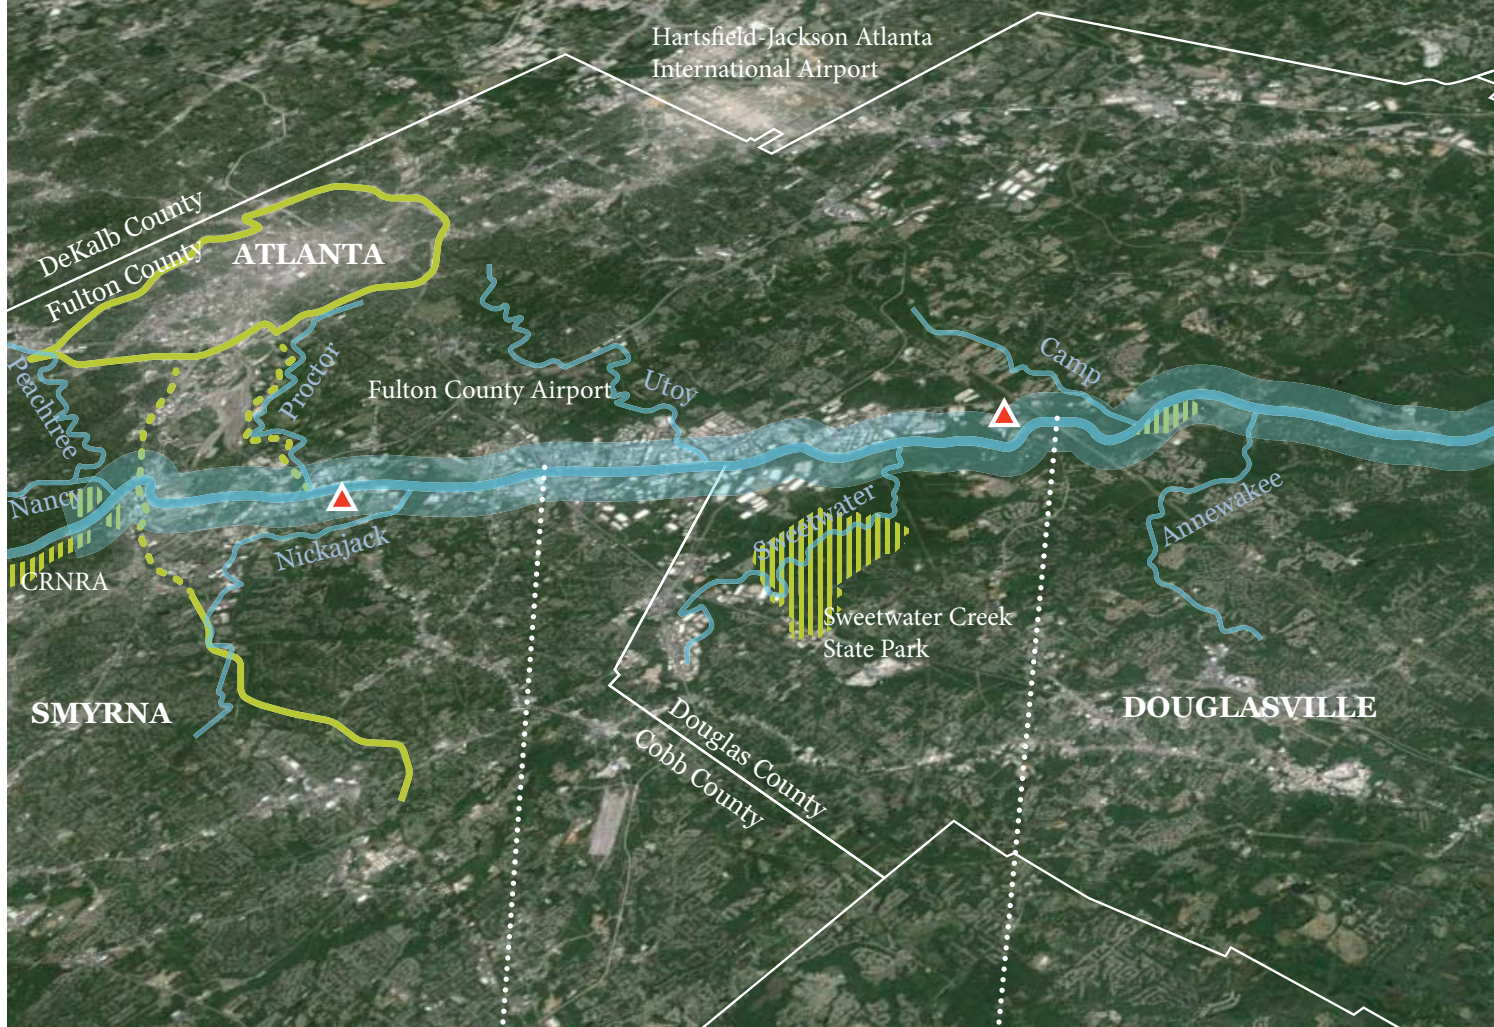 Hartsfield-Jackson Atlanta
International Airport
DeKalb County
Fulton County
ATLANTA
Peachtree
Proctor
Fulton County Airport
Utoy
Camp
Nancy
Nickajack
Sweetwater
Annewakee
CRNRA
Sweetwater Creek
State Park
SMYRNA
DOUGLASVILLE
Douglas County
Cobb County